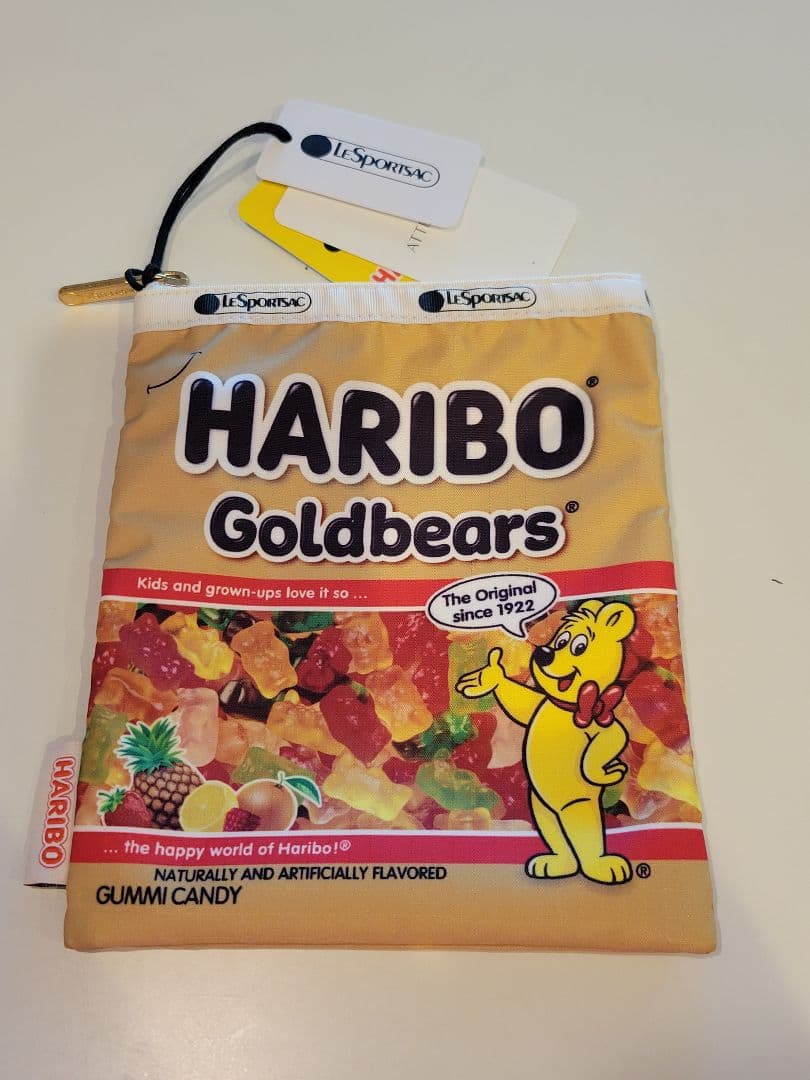 LeSportsac
ATT
H
LeSportsac LeSportsac
HARIBO®
Goldbears®
Kids and grown-ups love it so ...
The Original
since 1922
HARIBO
... the happy world of Haribo!®
®
NATURALLY AND ARTIFICIALLY FLAVORED
GUMMI CANDY